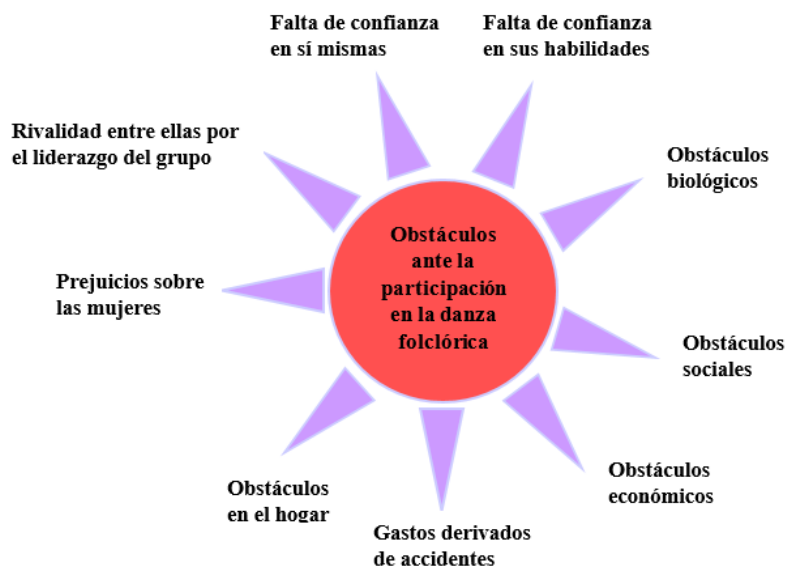 Falta de confianza
en sí mismas
Falta de confianza
en sus habilidades
Rivalidad entre ellas por
el liderazgo del grupo
Obstáculos
biológicos
Obstáculos
ante la
participación
en la danza
folclórica
Prejuicios sobre
las mujeres
Obstáculos
sociales
Obstáculos
en el hogar
Obstáculos
económicos
Gastos derivados
de accidentes